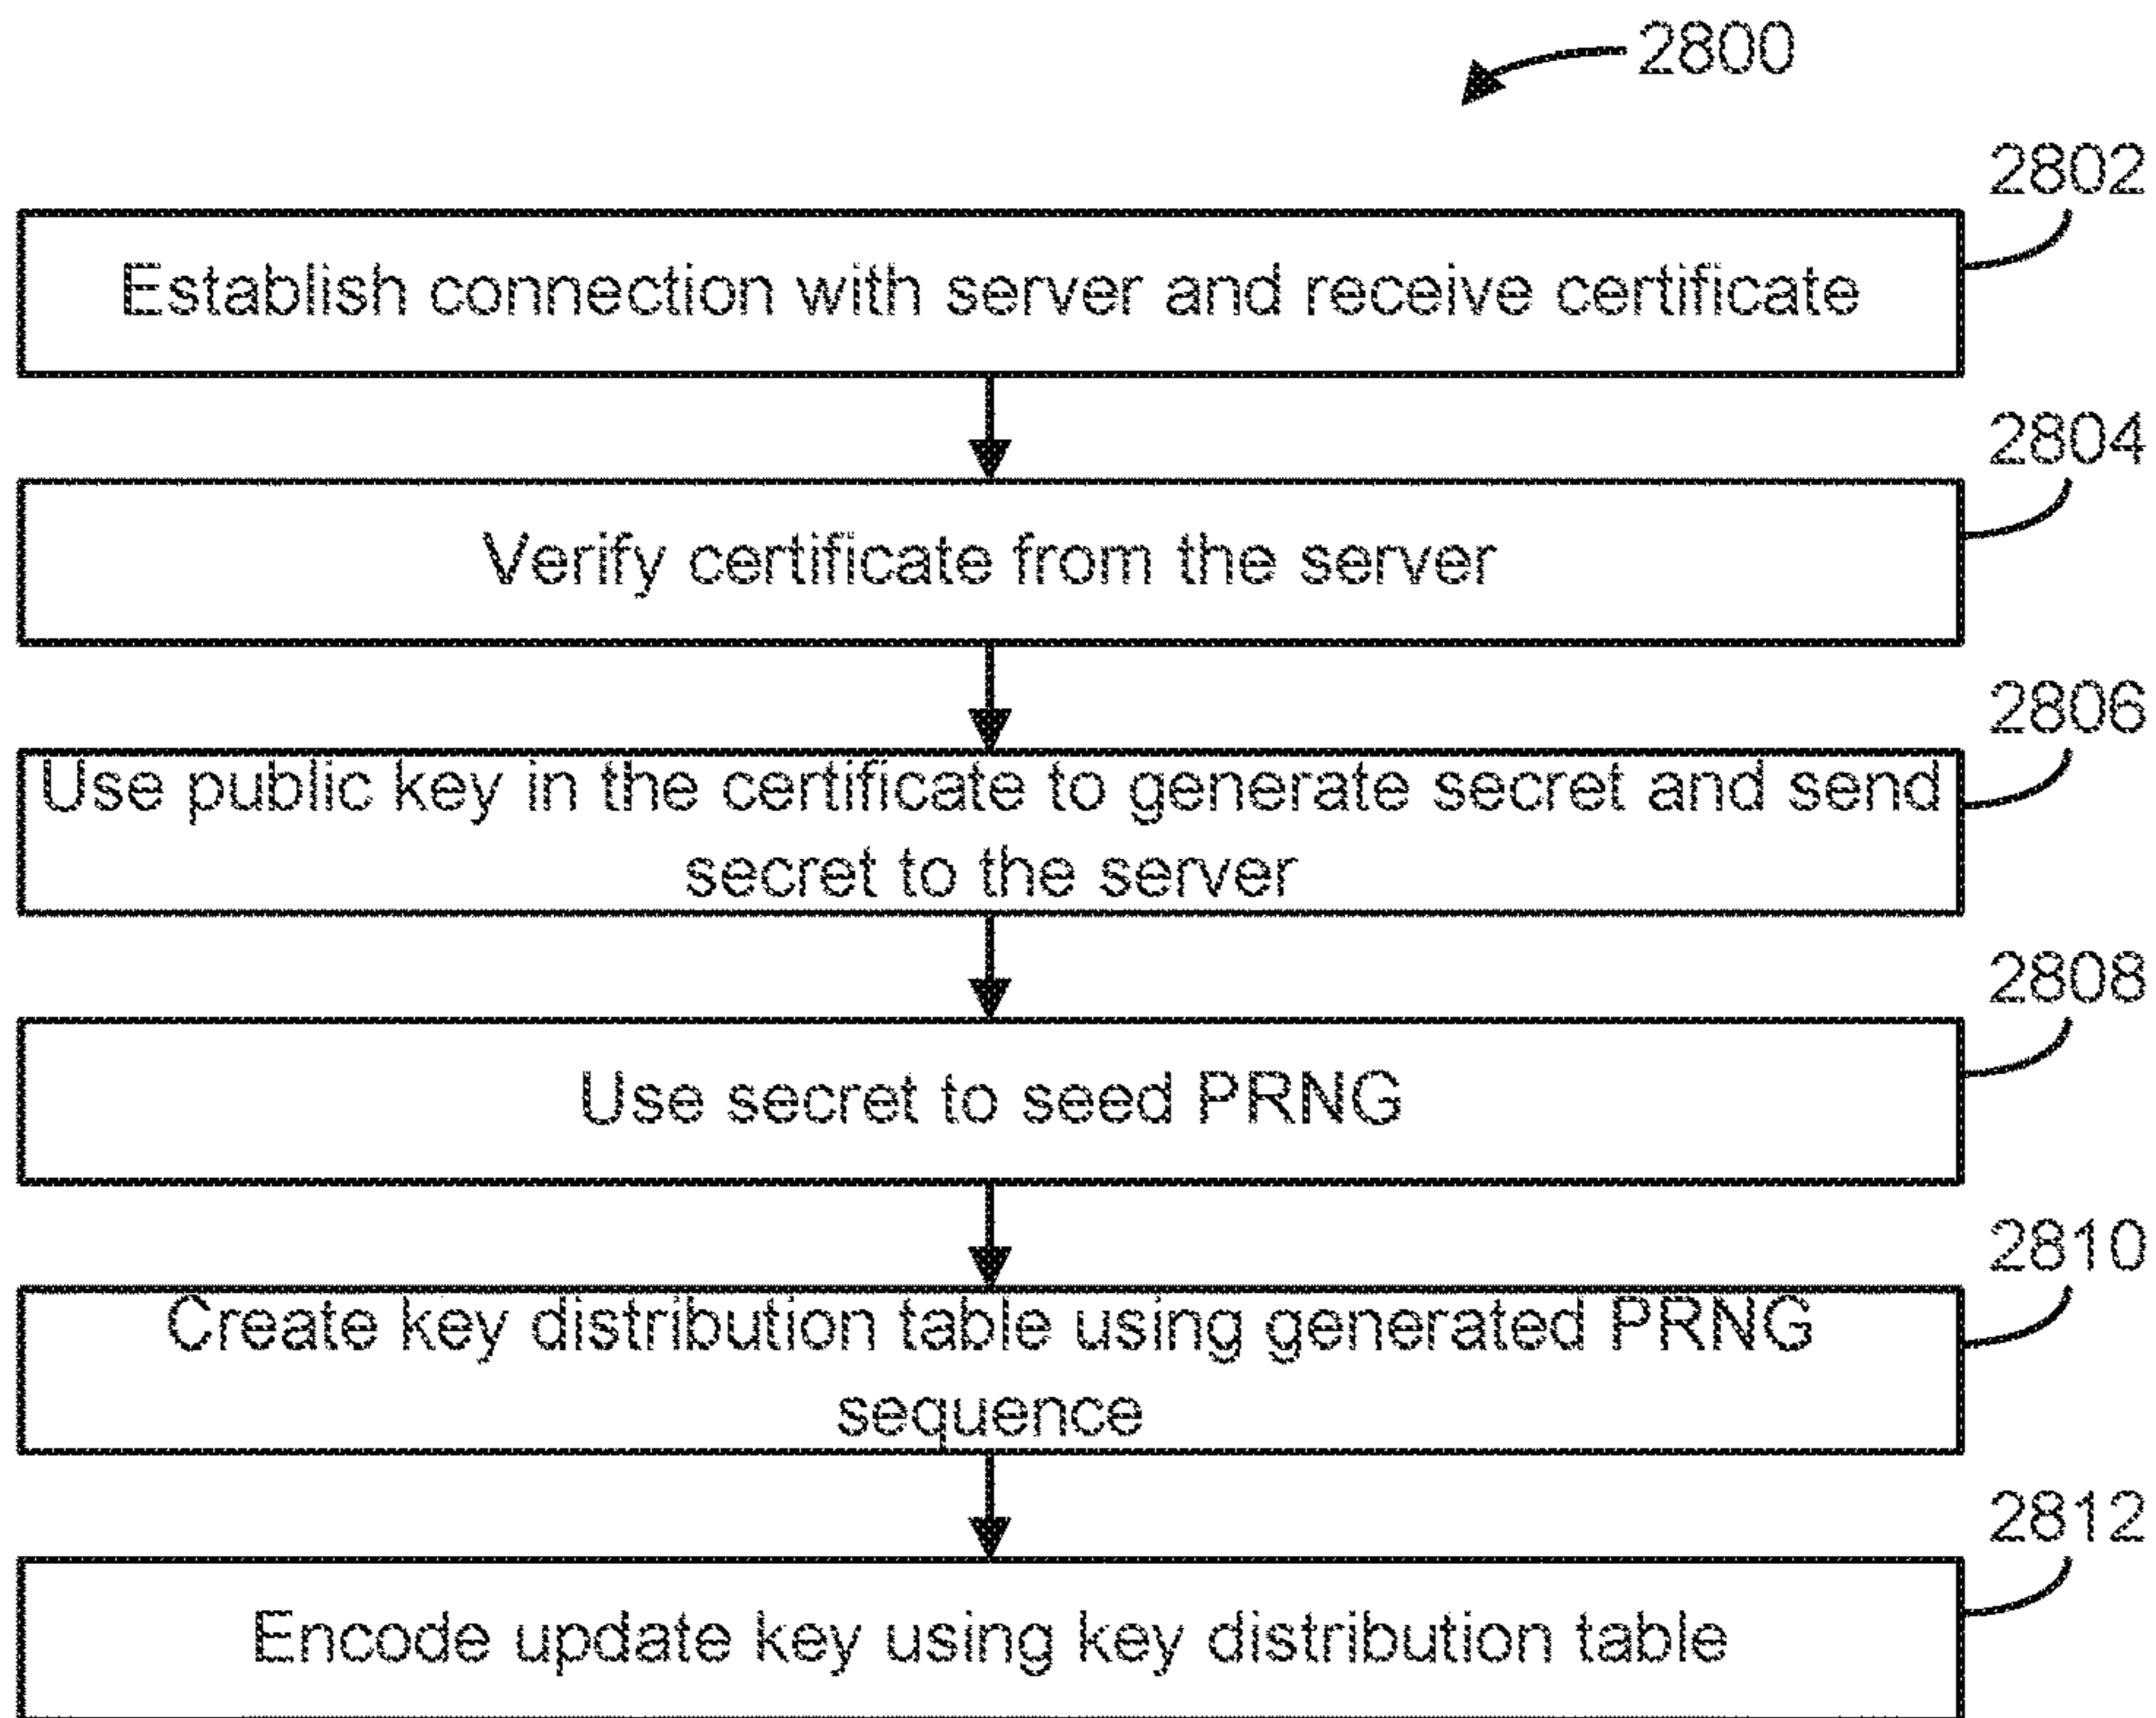 2800
2802
Establish connection with server and receive certificate
2804
Verify certificate from the server
2806
Use public key in the certificate to generate secret and send
secret to the server
2808
Use secret to seed PRNG
2810
Create key distribution table using generated PRNG
sequence
2812
Encode update key using key distribution table